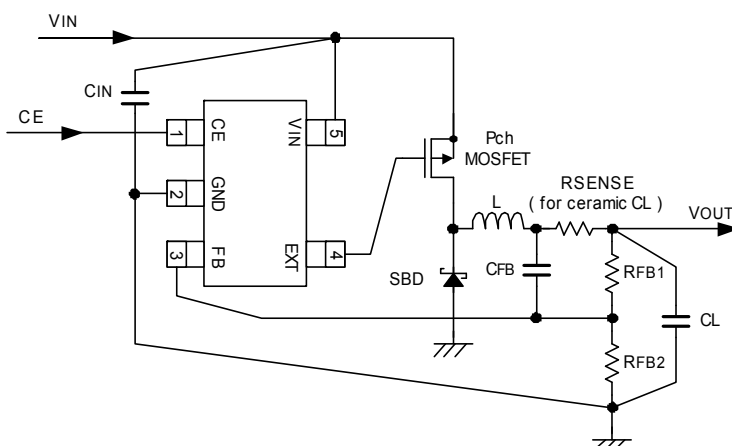 VIN
CIN
CE
1
CE
VIN
5
2
GND
3
FB
EXT
4
Pch
MOSFET
L
RSENSE
( for ceramic CL )
VOUT
SBD
CFB
RFB1
CL
RFB2